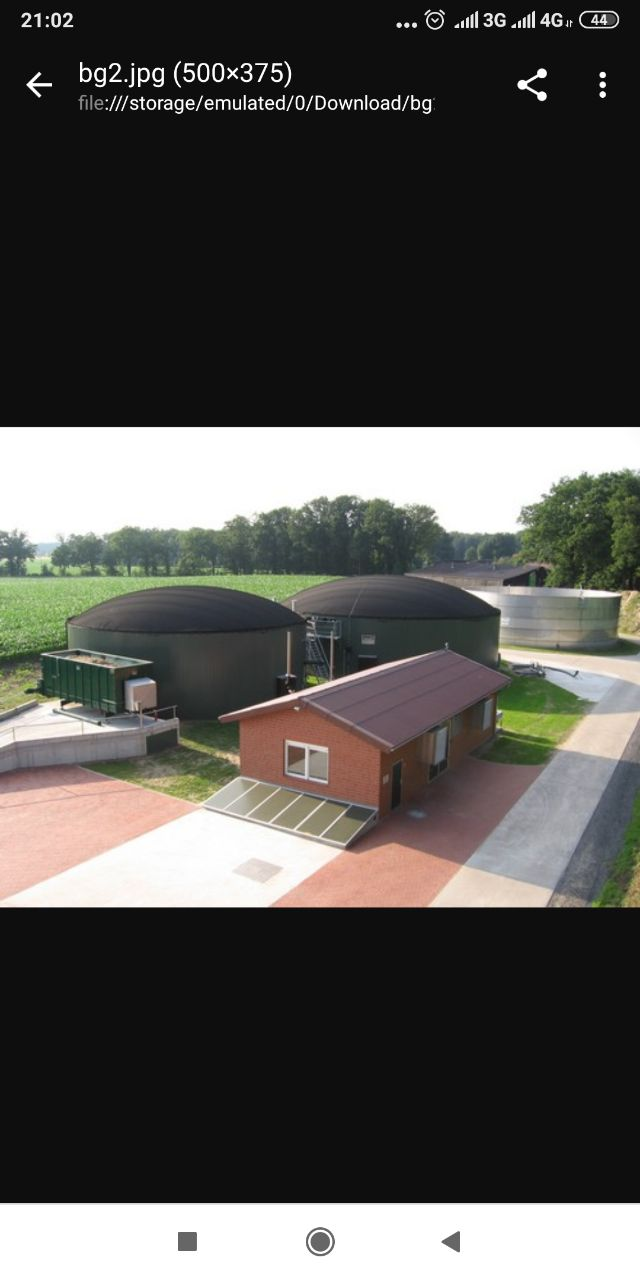 21:02
... 3G 4G 44
bg2.jpg (500×375)
file:///storage/emulated/0/Download/bg